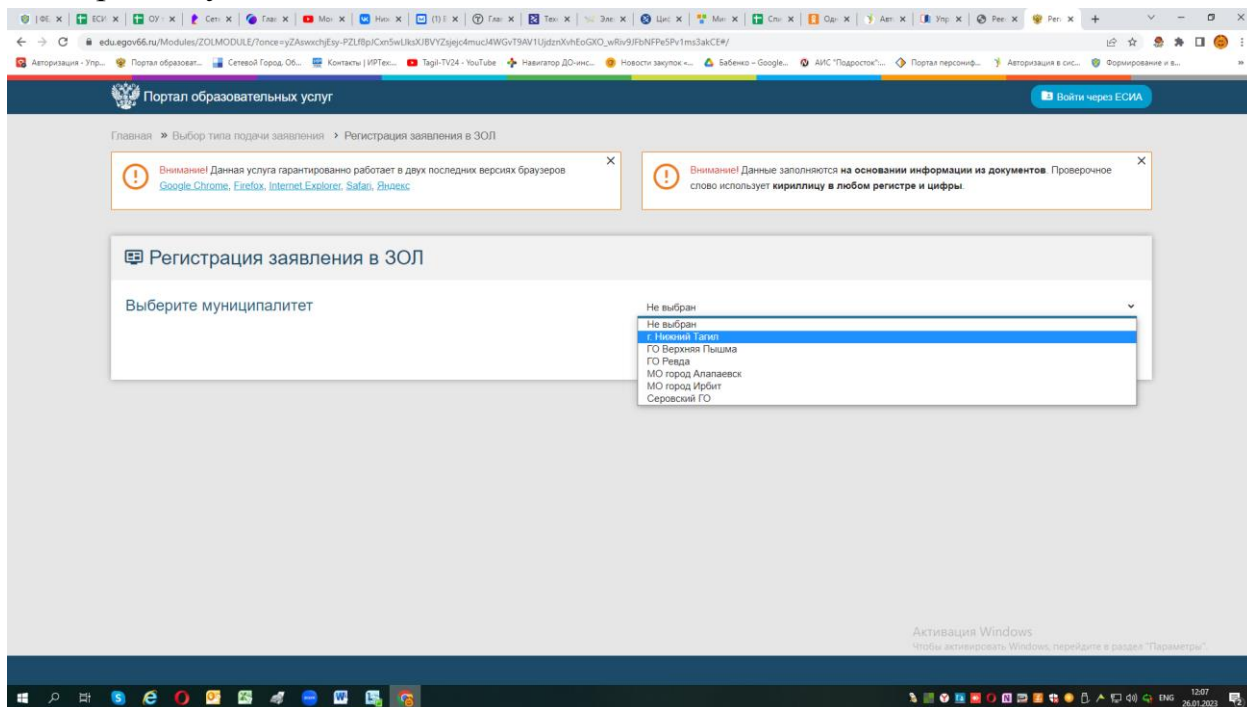 edu.egov66.ru/Modules/ZOLMODULE/?once=yZAswxchjEsy-PZLf8pJCxn5wLlksXJBVYZsjejo4mucJ4WGvT9AV1UjdznXvhEoGXO_wRiv9JFbNFPe5Pv1ms3akCE#/
Авторизация - Упр... Портал образоват... Сетевой Город. Об... Контакты | ИРТех... Tagil-TV24 - YouTube Навигатор ДО-инс... Новости закупок «... Бабенко – Google... АИС "Подросток":... Портал персониф... Авторизация в сис... Формирование и в...
Портал образовательных услуг
Войти через ЕСИА
Главная » Выбор типа подачи заявления > Регистрация заявления в ЗОЛ
Внимание! Данная услуга гарантированно работает в двух последних версиях браузеров
Google Chrome, Firefox, Internet Explorer, Safari, Яндекс
Внимание! Данные заполняются на основании информации из документов. Проверочное
слово использует кириллицу в любом регистре и цифры.
Регистрация заявления в ЗОЛ
Выберите муниципалитет
Не выбран
Не выбран
г. Нижний Тагил
ГО Верхняя Пышма
ГО Ревда
МО город Алапаевск
МО город Ирбит
Серовский ГО
Активация Windows
Чтобы активировать Windows, перейдите в раздел "Параметры".
ENG
12:07
26.01.2023